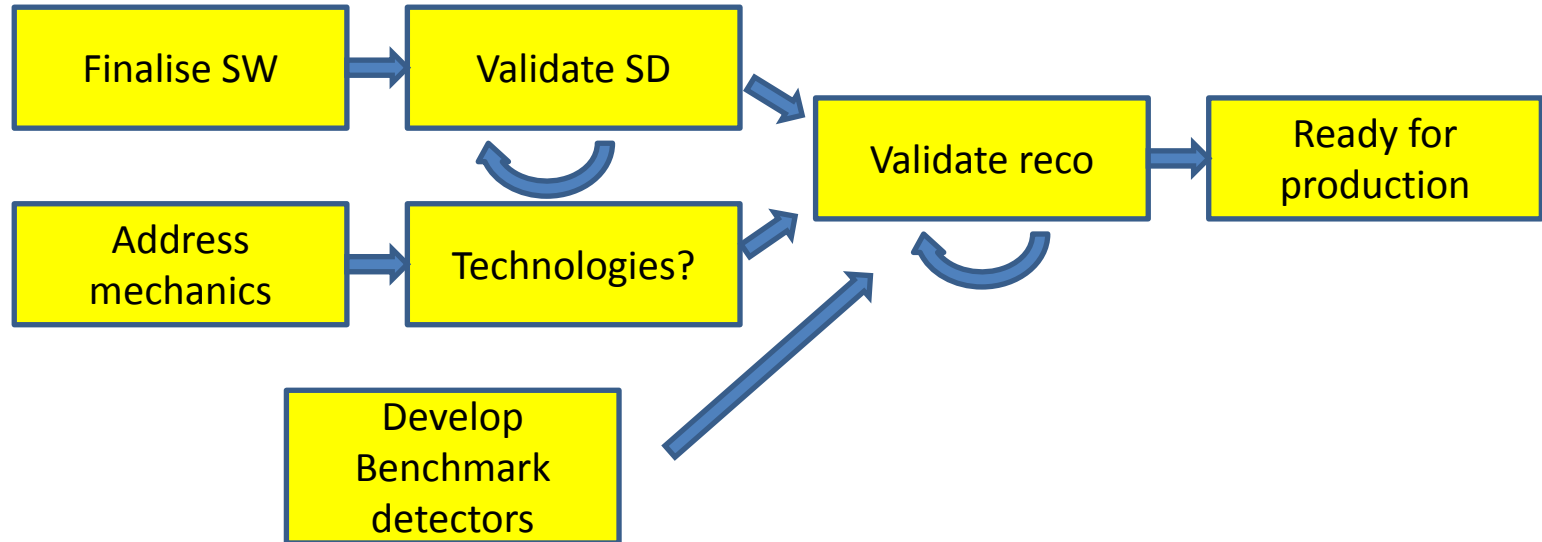 Finalise SW
Validate SD
Validate reco
Ready for
production
Address
mechanics
Technologies?
Develop
Benchmark
detectors